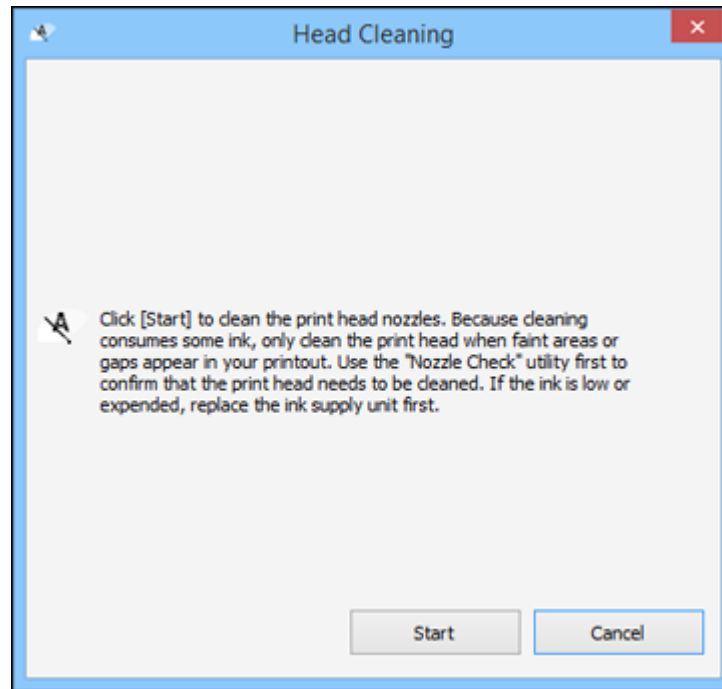 Head Cleaning
Click [Start] to clean the print head nozzles. Because cleaning
consumes some ink, only clean the print head when faint areas or
gaps appear in your printout. Use the "Nozzle Check" utility first to
confirm that the print head needs to be cleaned. If the ink is low or
expended, replace the ink supply unit first.
Start Cancel